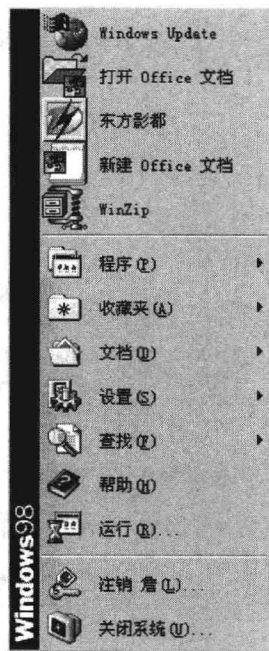 Windows Update
打开 Office 文档
东方影都
新建 Office 文档
WinZip
程序(P)
收藏夹(A)
文档(D)
设置(S)
查找(F)
帮助(H)
运行(R)...
注销 詹(L)...
关闭系统(U)...
Windows98